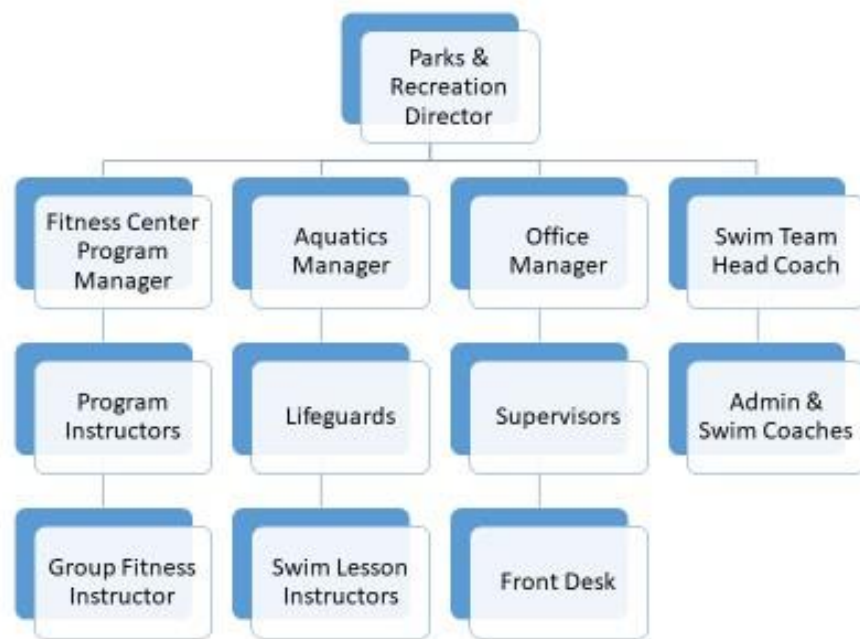 Parks &
Recreation
Director
Fitness Center
Program
Manager
Aquatics
Manager
Office
Manager
Swim Team
Head Coach
Program
Instructors
Lifeguards
Supervisors
Admin &
Swim Coaches
Group Fitness
Instructor
Swim Lesson
Instructors
Front Desk